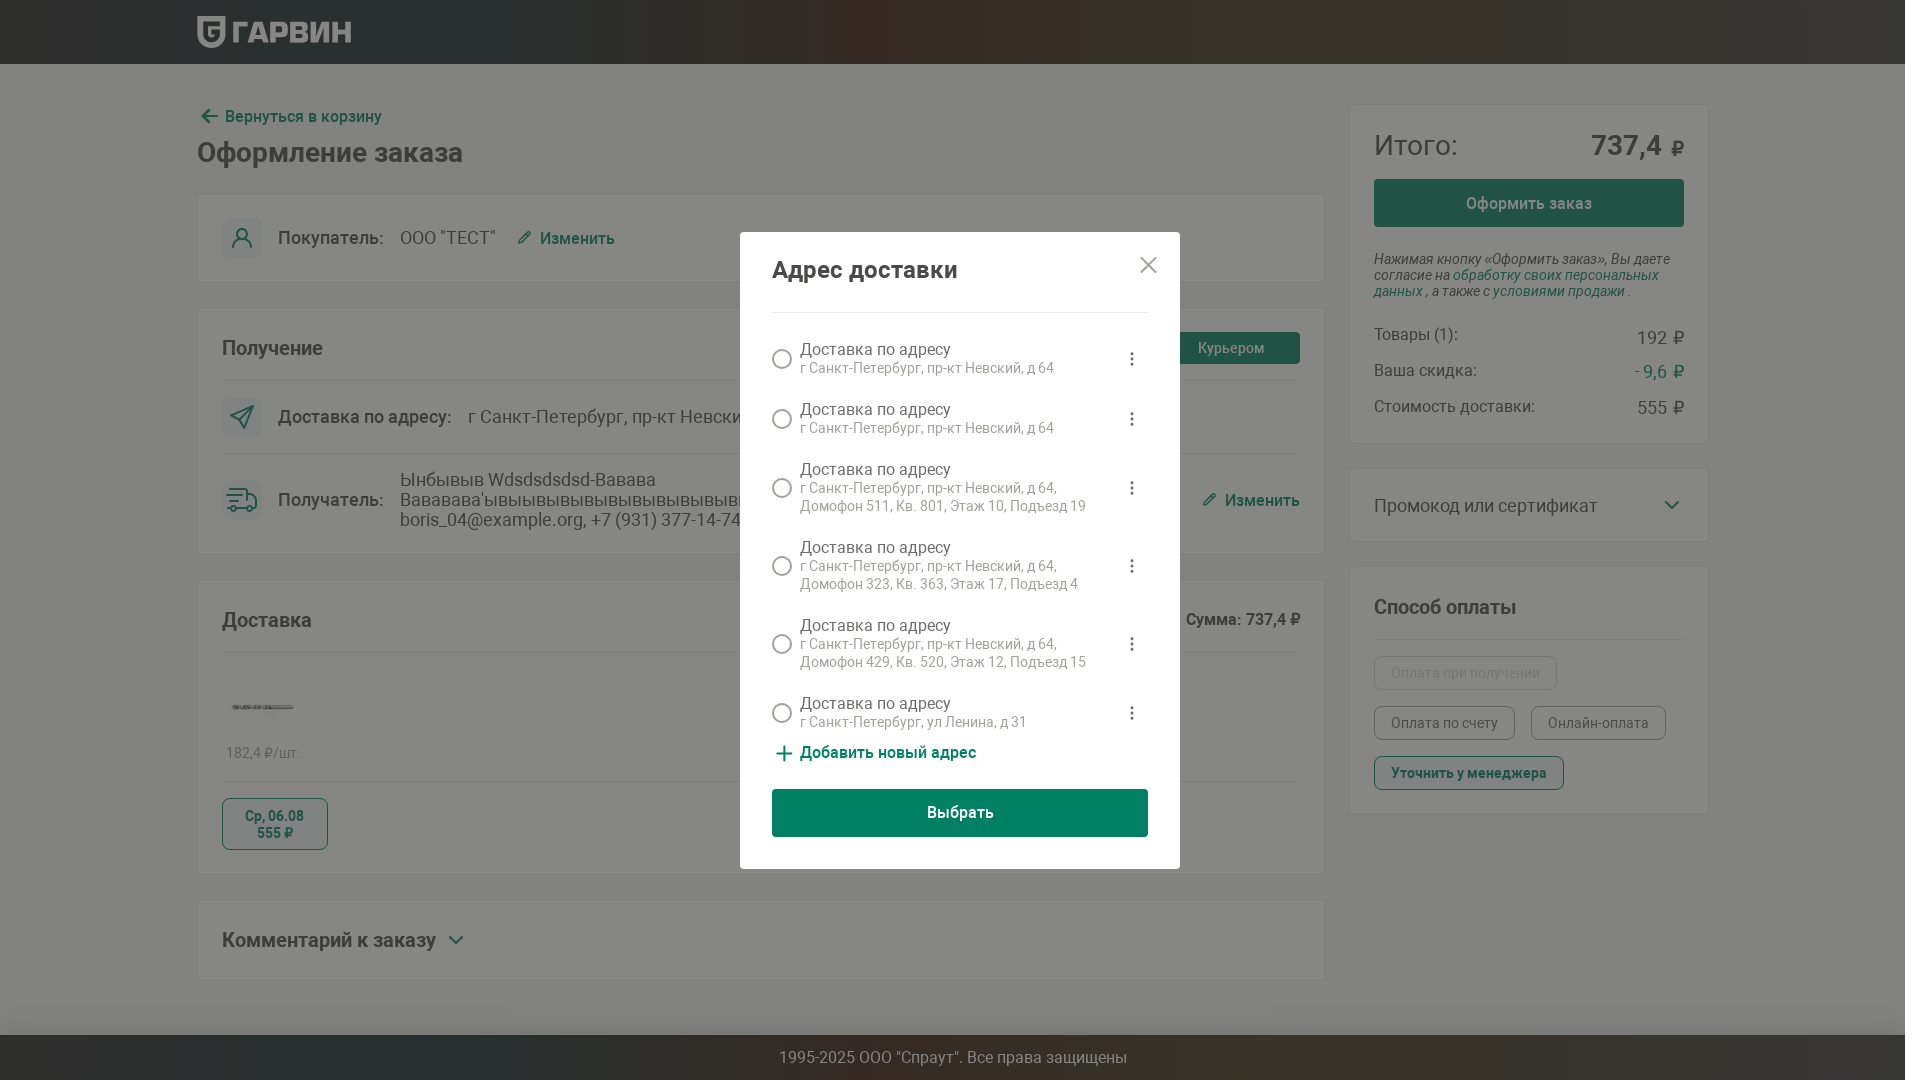 ГАРВИН
Вернуться в корзину
Оформление заказа
Покупатель: ООО "ТЕСТ" Изменить
Получение
Курьером
Доставка по адресу: г Санкт-Петербург, пр-кт
Получатель:
Ынбывыв Wdsdsdsdsd-Вавава
boris_04@example.org, +7 (931) 377-14-74
Изменить
Доставка
Сумма: 737,4 ₽
182,4 ₽/шт.
Ср, 06.08
555 ₽
Комментарий к заказу
Адрес доставки
Доставка по адресу
г Санкт-Петербург, пр-кт Невский, д 64
Доставка по адресу
г Санкт-Петербург, пр-кт Невский, д 64
Доставка по адресу
г Санкт-Петербург, пр-кт Невский, д 64,
Домофон 511, Кв. 801, Этаж 10, Подъезд 19
Доставка по адресу
г Санкт-Петербург, пр-кт Невский, д 64,
Домофон 323, Кв. 363, Этаж 17, Подъезд 4
Доставка по адресу
г Санкт-Петербург, пр-кт Невский, д 64,
Домофон 429, Кв. 520, Этаж 12, Подъезд 15
Доставка по адресу
г Санкт-Петербург, ул Ленина, д 31
Добавить новый адрес
Выбрать
Итого: 737,4 ₽
Оформить заказ
Нажимая кнопку «Оформить заказ», Вы даете
согласие на обработку своих персональных
данных , а также с условиями продажи .
Товары (1): 192 ₽
Ваша скидка: - 9,6 ₽
Стоимость доставки: 555 ₽
Промокод или сертификат
Способ оплаты
Оплата при получении
Оплата по счету
Онлайн-оплата
Уточнить у менеджера
1995-2025 ООО "Спраут". Все права защищены